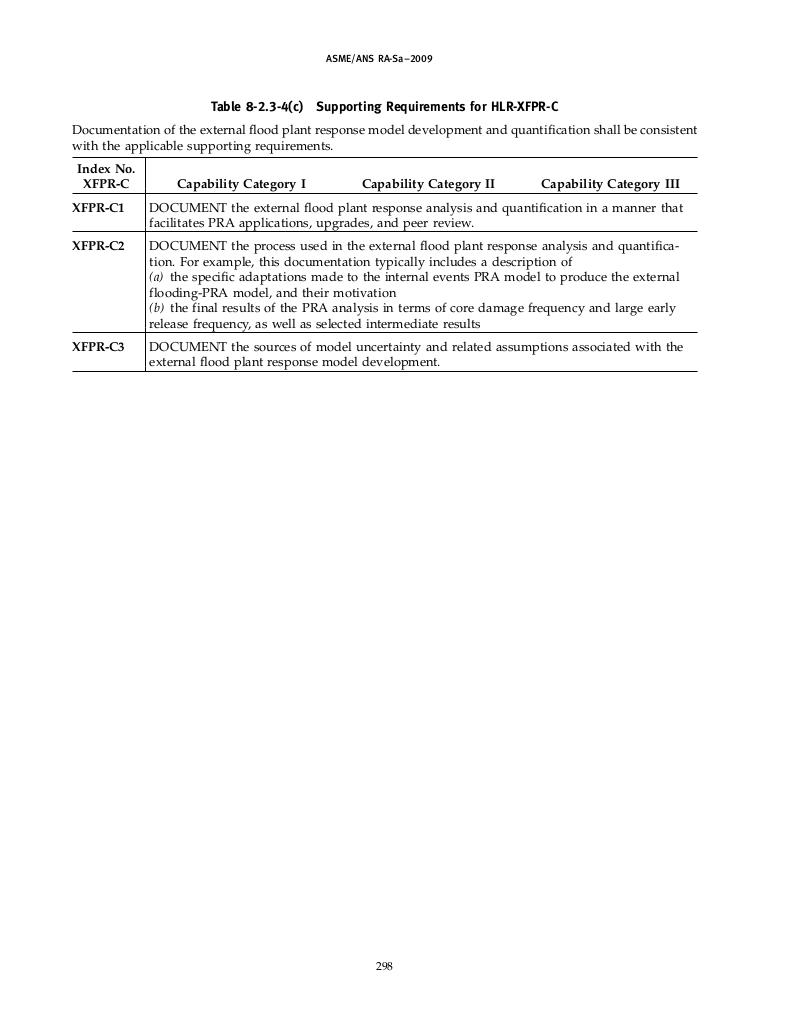 ASME/ANS RA-Sa–2009
Table 8-2.3-4(c) Supporting Requirements for HLR-XFPR-C
Documentation of the external flood plant response model development and quantification shall be consistent
with the applicable supporting requirements.
Index No.
XFPR-C Capability Category I Capability Category II Capability Category III
XFPR-C1 DOCUMENT the external flood plant response analysis and quantification in a manner that
facilitates PRA applications, upgrades, and peer review.
XFPR-C2 DOCUMENT the process used in the external flood plant response analysis and quantifica-
tion. For example, this documentation typically includes a description of
(a) the specific adaptations made to the internal events PRA model to produce the external
flooding-PRA model, and their motivation
(b) the final results of the PRA analysis in terms of core damage frequency and large early
release frequency, as well as selected intermediate results
XFPR-C3 DOCUMENT the sources of model uncertainty and related assumptions associated with the
external flood plant response model development.
298